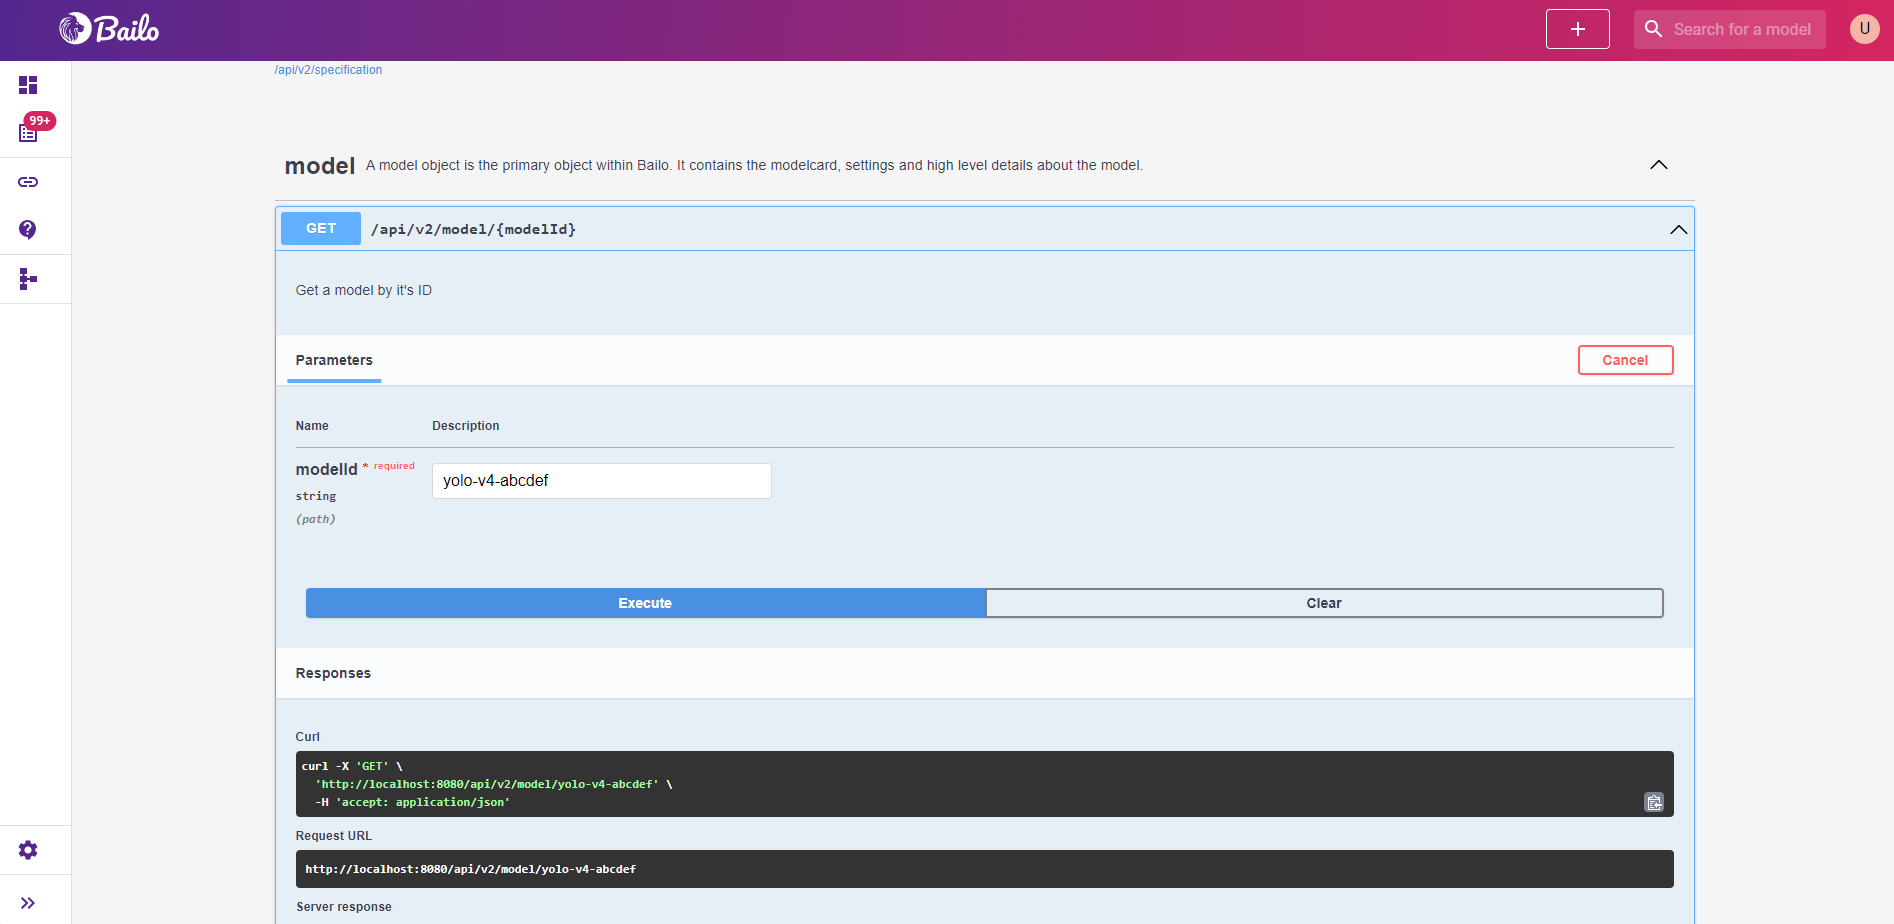 Bailo
+
Search for a model
U
/api/v2/specification
99+
model A model object is the primary object within Bailo. It contains the modelcard, settings and high level details about the model.
GET /api/v2/model/{modelId}
Get a model by it's ID
Parameters
Cancel
Name Description
modelId * required
yolo-v4-abcdef
string
(path)
Execute
Clear
Responses
Curl
curl -X 'GET' \
'http://localhost:8080/api/v2/model/yolo-v4-abcdef' \
-H 'accept: application/json'
Request URL
http://localhost:8080/api/v2/model/yolo-v4-abcdef
Server response